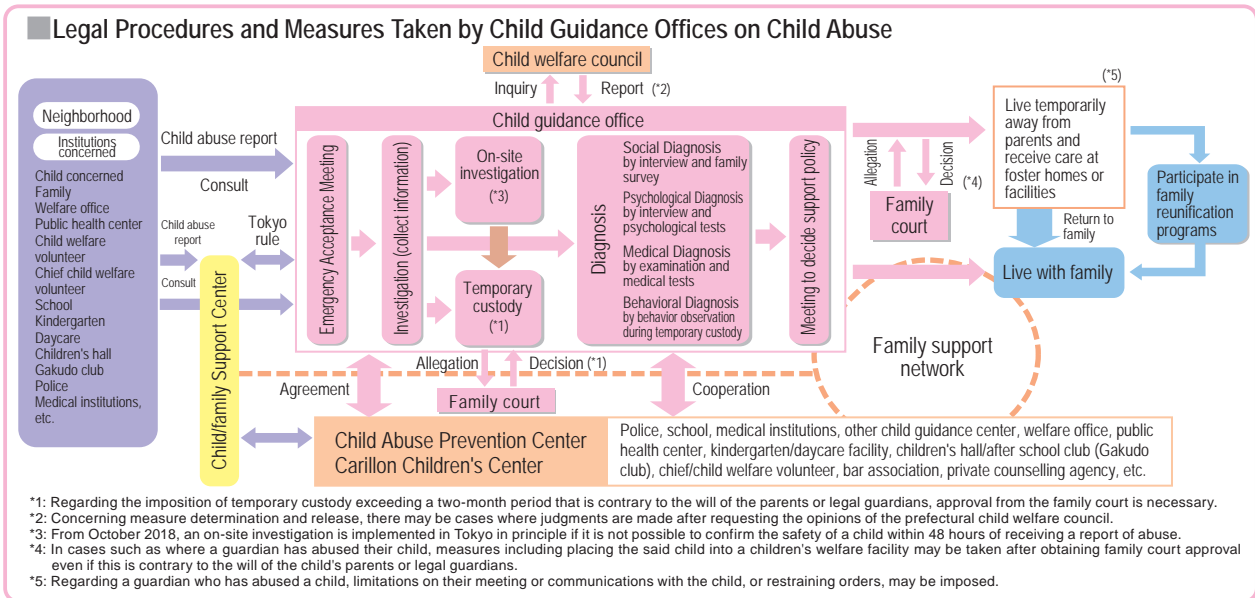 Legal Procedures and Measures Taken by Child Guidance Offices on Child Abuse
Child welfare council
Inquiry
Report (*2)
Neighborhood
Institutions
concerned
Child concerned
Family
Welfare office
Public health center
Child welfare
volunteer
Chief child welfare
volunteer
School
Kindergarten
Daycare
Children's hall
Gakudo club
Police
Medical institutions,
etc.
Child abuse report
Consult
Child abuse
report
Consult
Tokyo
rule
Child/family Support Center
Child guidance office
Emergency Acceptance Meeting
Investigation (collect information)
On-site
investigation
(*3)
Temporary
custody
(*1)
Diagnosis
Social Diagnosis
by interview and family
survey
Psychological Diagnosis
by interview and
psychological tests
Medical Diagnosis
by examination and
medical tests
Behavioral Diagnosis
by behavior observation
during temporary custody
Meeting to decide support policy
Allegation
Decision
(*4)
Family
court
(*5)
Live temporarily
away from
parents and
receive care at
foster homes or
facilities
Return to
family
Participate in
family
reunification
programs
Live with family
Family support
network
Agreement
Allegation
Decision (*1)
Family court
Cooperation
Child Abuse Prevention Center
Carillon Children's Center
Police, school, medical institutions, other child guidance center, welfare office, public
health center, kindergarten/daycare facility, children's hall/after school club (Gakudo
club), chief/child welfare volunteer, bar association, private counselling agency, etc.
*1: Regarding the imposition of temporary custody exceeding a two-month period that is contrary to the will of the parents or legal guardians, approval from the family court is necessary.
*2: Concerning measure determination and release, there may be cases where judgments are made after requesting the opinions of the prefectural child welfare council.
*3: From October 2018, an on-site investigation is implemented in Tokyo in principle if it is not possible to confirm the safety of a child within 48 hours of receiving a report of abuse.
*4: In cases such as where a guardian has abused their child, measures including placing the said child into a children's welfare facility may be taken after obtaining family court approval
even if this is contrary to the will of the child's parents or legal guardians.
*5: Regarding a guardian who has abused a child, limitations on their meeting or communications with the child, or restraining orders, may be imposed.